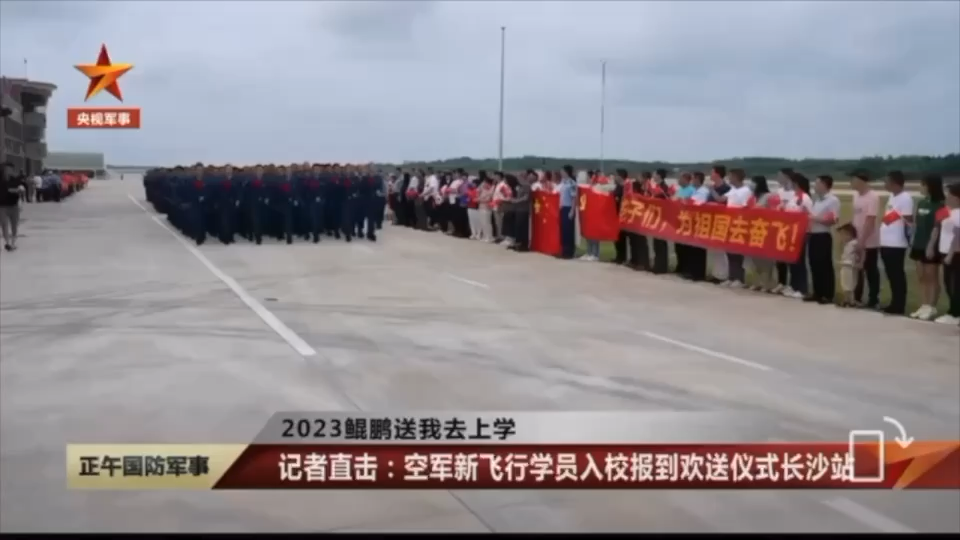 央视军事
子们，为祖国去奋飞！
2023鲲鹏送我去上学
正午国防军事
记者直击：空军新飞行学员入校报到欢送仪式长沙站